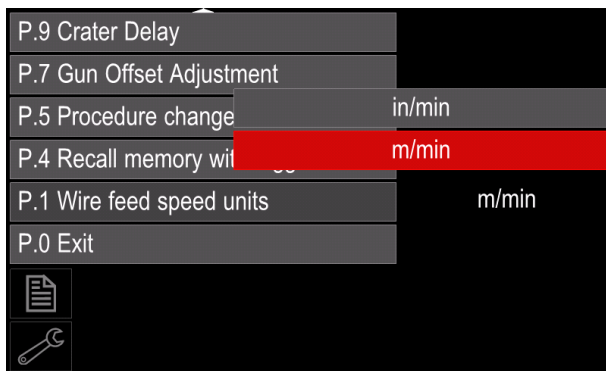 P.9 Crater Delay
P.7 Gun Offset Adjustment
P.5 Procedure change
in/min
P.4 Recall memory wit
m/min
P.1 Wire feed speed units
m/min
P.0 Exit